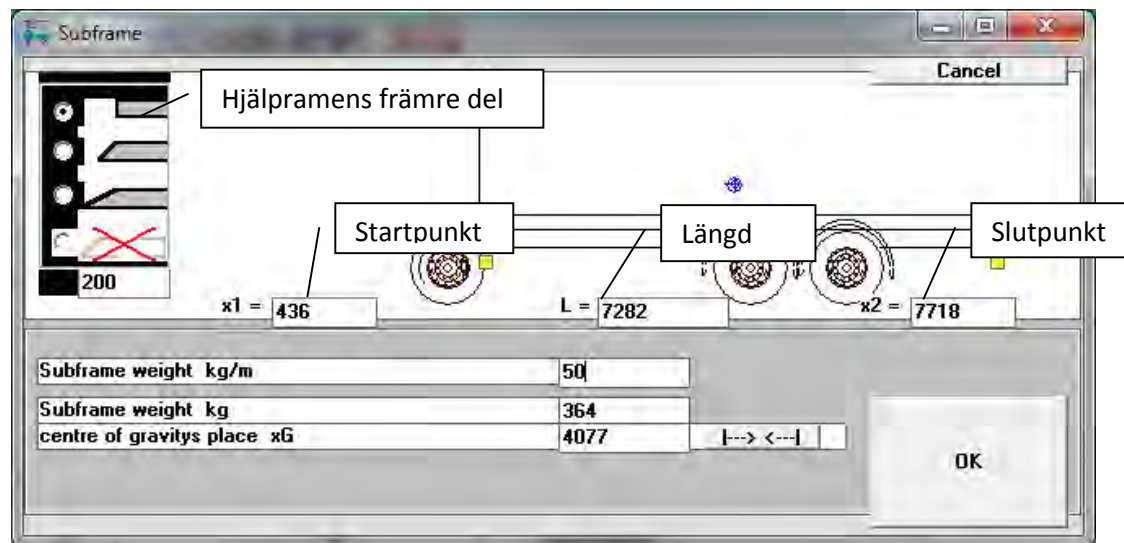 Subframe
Cancel
Hjälpramens främre del
Startpunkt
Längd
Slutpunkt
200
x1 = 436
L = 7282
x2 = 7718
Subframe weight kg/m 50
Subframe weight kg 364
centre of gravitys place xG 4077 |---> <---|
OK